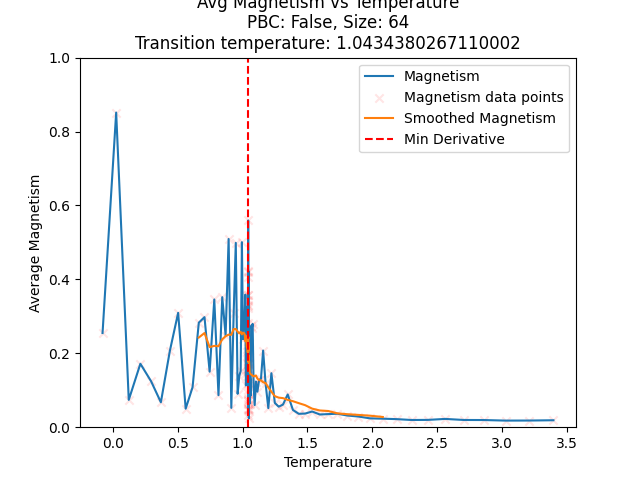 Avg Magnetism vs Temperature
PBC: False, Size: 64
Transition temperature: 1.0434380267110002
1.0
0.8
0.6
0.4
0.2
0.0
Average Magnetism
Magnetism
Magnetism data points
Smoothed Magnetism
Min Derivative
0.0 0.5 1.0 1.5 2.0 2.5 3.0 3.5
Temperature